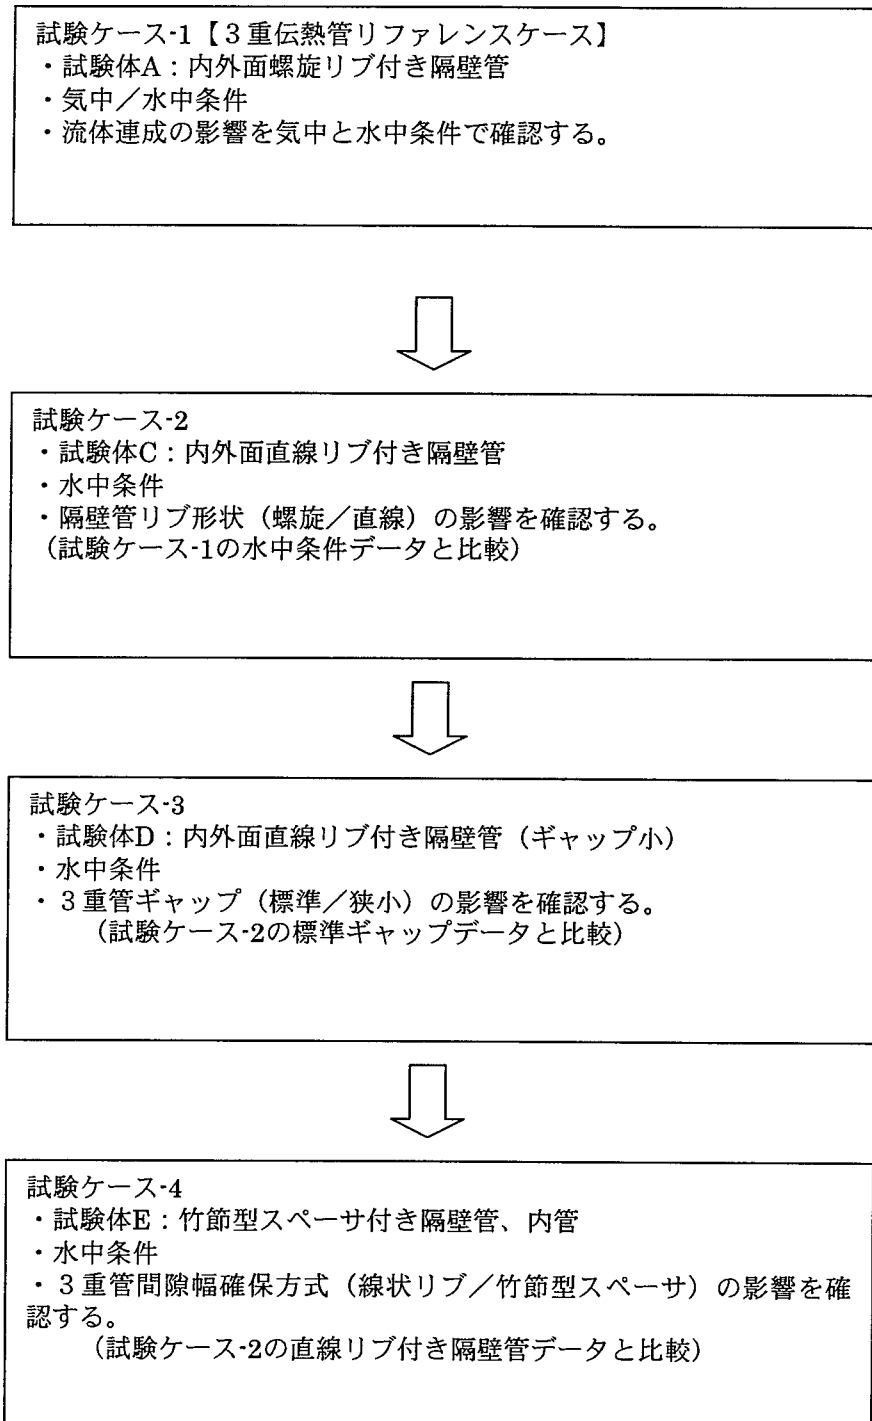 試験ケース-1【3重伝熱管リファレンスケース】
・試験体A：内外面螺旋リブ付き隔壁管
・気中／水中条件
・流体連成の影響を気中と水中条件で確認する。
試験ケース-2
・試験体C：内外面直線リブ付き隔壁管
・水中条件
・隔壁管リブ形状（螺旋／直線）の影響を確認する。
（試験ケース-1の水中条件データと比較）
試験ケース-3
・試験体D：内外面直線リブ付き隔壁管（ギャップ小）
・水中条件
・３重管ギャップ（標準／狭小）の影響を確認する。
（試験ケース-2の標準ギャップデータと比較）
試験ケース-4
・試験体E：竹節型スペーサ付き隔壁管、内管
・水中条件
・３重管間隙幅確保方式（線状リブ／竹節型スペーサ）の影響を確
認する。
（試験ケース-2の直線リブ付き隔壁管データと比較）